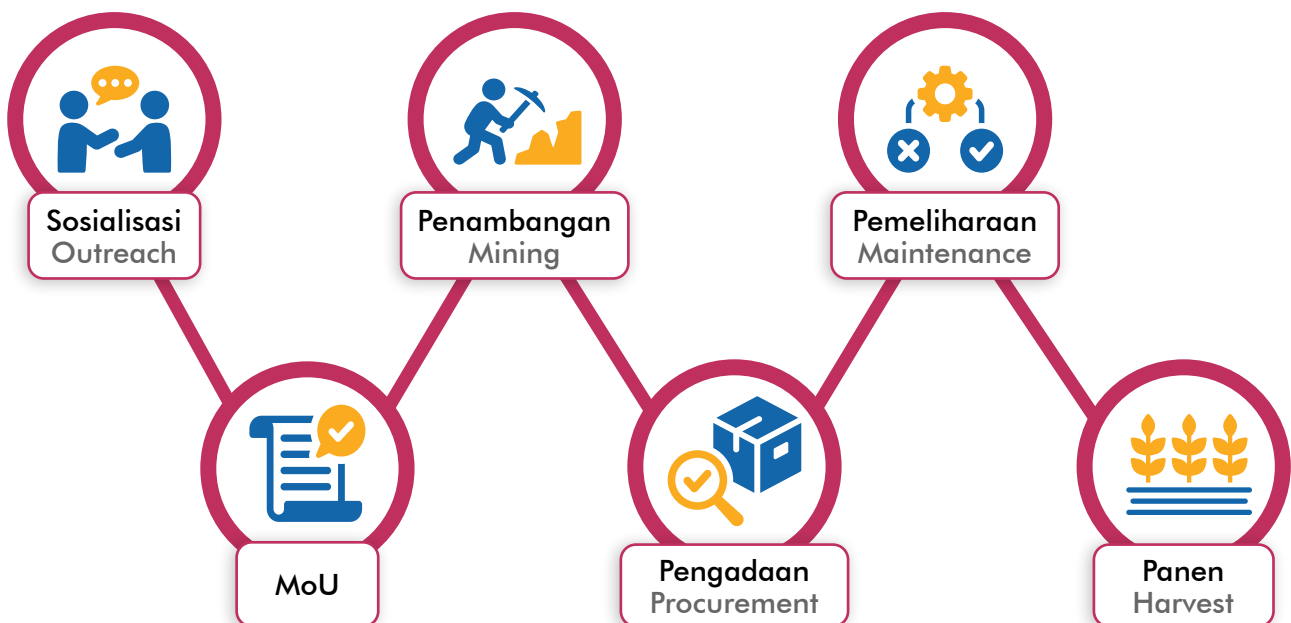 Sosialisasi
Outreach
MoU
Penambangan
Mining
Pengadaan
Procurement
Pemeliharaan
Maintenance
Panen
Harvest